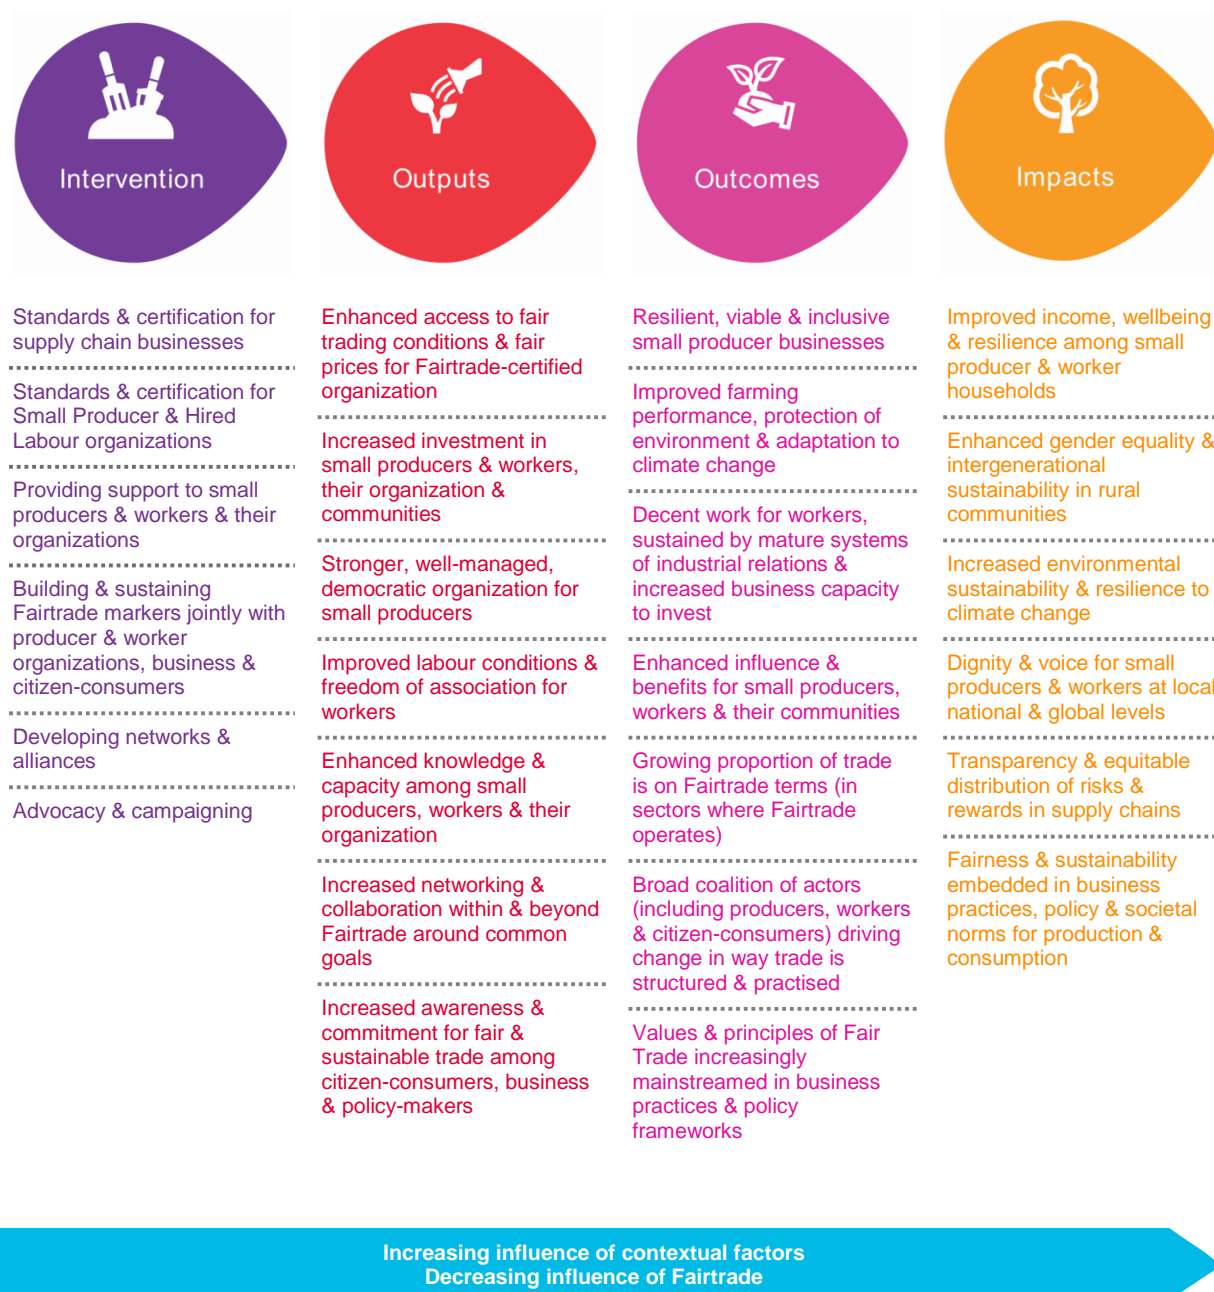 Intervention
Standards & certification for
supply chain businesses
Standards & certification for
Small Producer & Hired
Labour organizations
Providing support to small
producers & workers & their
organizations
Building & sustaining
Fairtrade markers jointly with
producer & worker
organizations, business &
citizen-consumers
Developing networks &
alliances
Advocacy & campaigning
Outputs
Enhanced access to fair
trading conditions & fair
prices for Fairtrade-certified
organization
Increased investment in
small producers & workers,
their organization &
communities
Stronger, well-managed,
democratic organization for
small producers
Improved labour conditions &
freedom of association for
workers
Enhanced knowledge &
capacity among small
producers, workers & their
organization
Increased networking &
collaboration within & beyond
Fairtrade around common
goals
Increased awareness &
commitment for fair &
sustainable trade among
citizen-consumers, business
& policy-makers
Outcomes
Resilient, viable & inclusive
small producer businesses
Improved farming
performance, protection of
environment & adaptation to
climate change
Decent work for workers,
sustained by mature systems
of industrial relations &
increased business capacity
to invest
Enhanced influence &
benefits for small producers,
workers & their communities
Growing proportion of trade
is on Fairtrade terms (in
sectors where Fairtrade
operates)
Broad coalition of actors
(including producers, workers
& citizen-consumers) driving
change in way trade is
structured & practised
Values & principles of Fair
Trade increasingly
mainstreamed in business
practices & policy
frameworks
Impacts
Improved income, wellbeing
& resilience among small
producer & worker
households
Enhanced gender equality &
intergenerational
sustainability in rural
communities
Increased environmental
sustainability & resilience to
climate change
Dignity & voice for small
producers & workers at local
national & global levels
Transparency & equitable
distribution of risks &
rewards in supply chains
Fairness & sustainability
embedded in business
practices, policy & societal
norms for production &
consumption
Increasing influence of contextual factors
Decreasing influence of Fairtrade